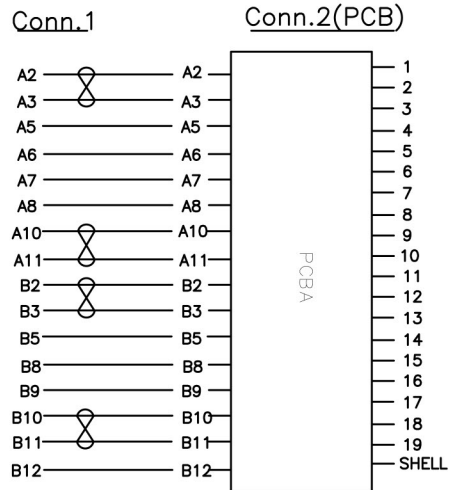 Conn.1 Conn.2(PCB)
A2 A2 1
A3 A3 2
A5 A5 3
A6 A6 4
A7 A7 5
A8 A8 6
A10 A10 7
A11 A11 8
B2 B2 9
B3 B3 10
B5 B5 11
B8 B8 12
B9 B9 13
B10 B10 14
B11 B11 15
B12 B12 16
17
18
19
SHELL
PCBA